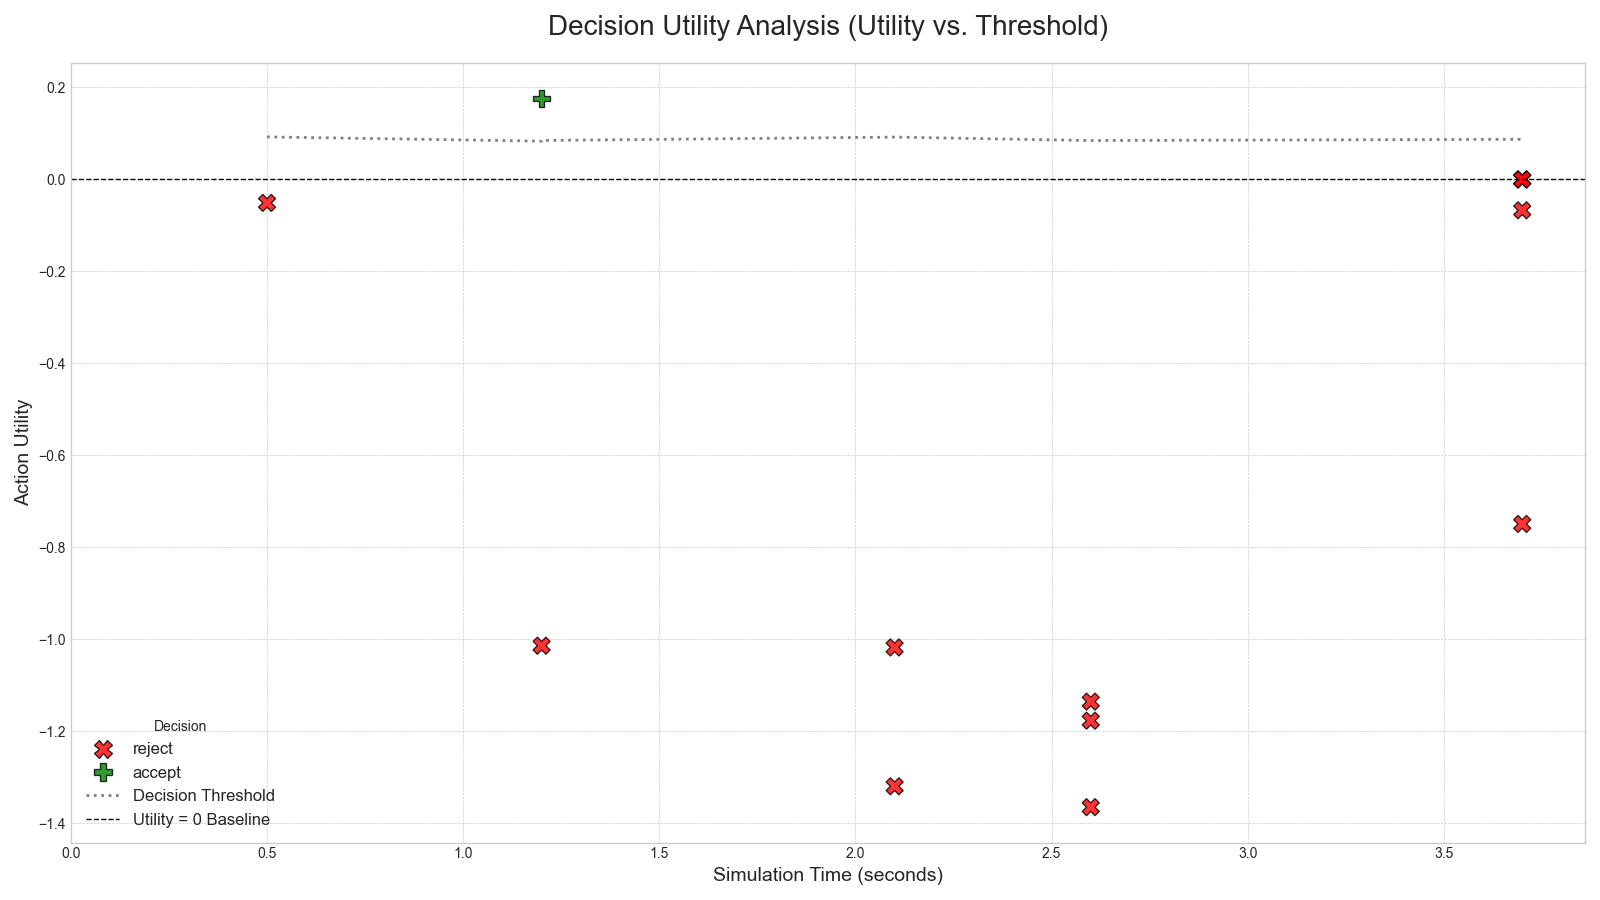 Decision Utility Analysis (Utility vs. Threshold)
Action Utility
0.2
0.0
−0.2
−0.4
−0.6
−0.8
−1.0
−1.2
−1.4
Decision
reject
accept
Decision Threshold
Utility = 0 Baseline
0.0 0.5 1.0 1.5 2.0 2.5 3.0 3.5
Simulation Time (seconds)